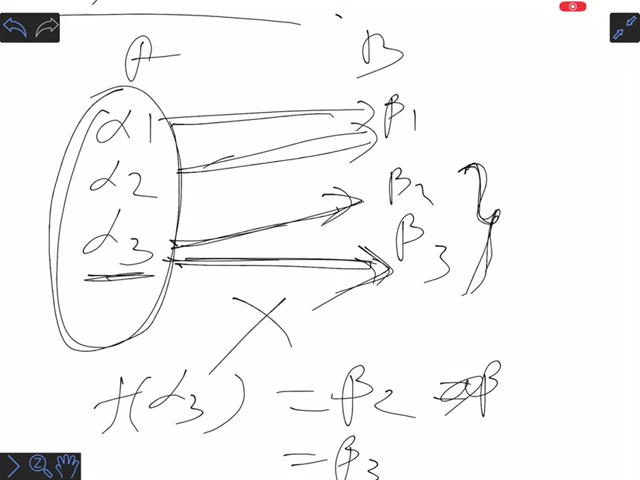 A B
α1 β1
α2
β2
α3 β3
f(α3) = β2 β
= β3